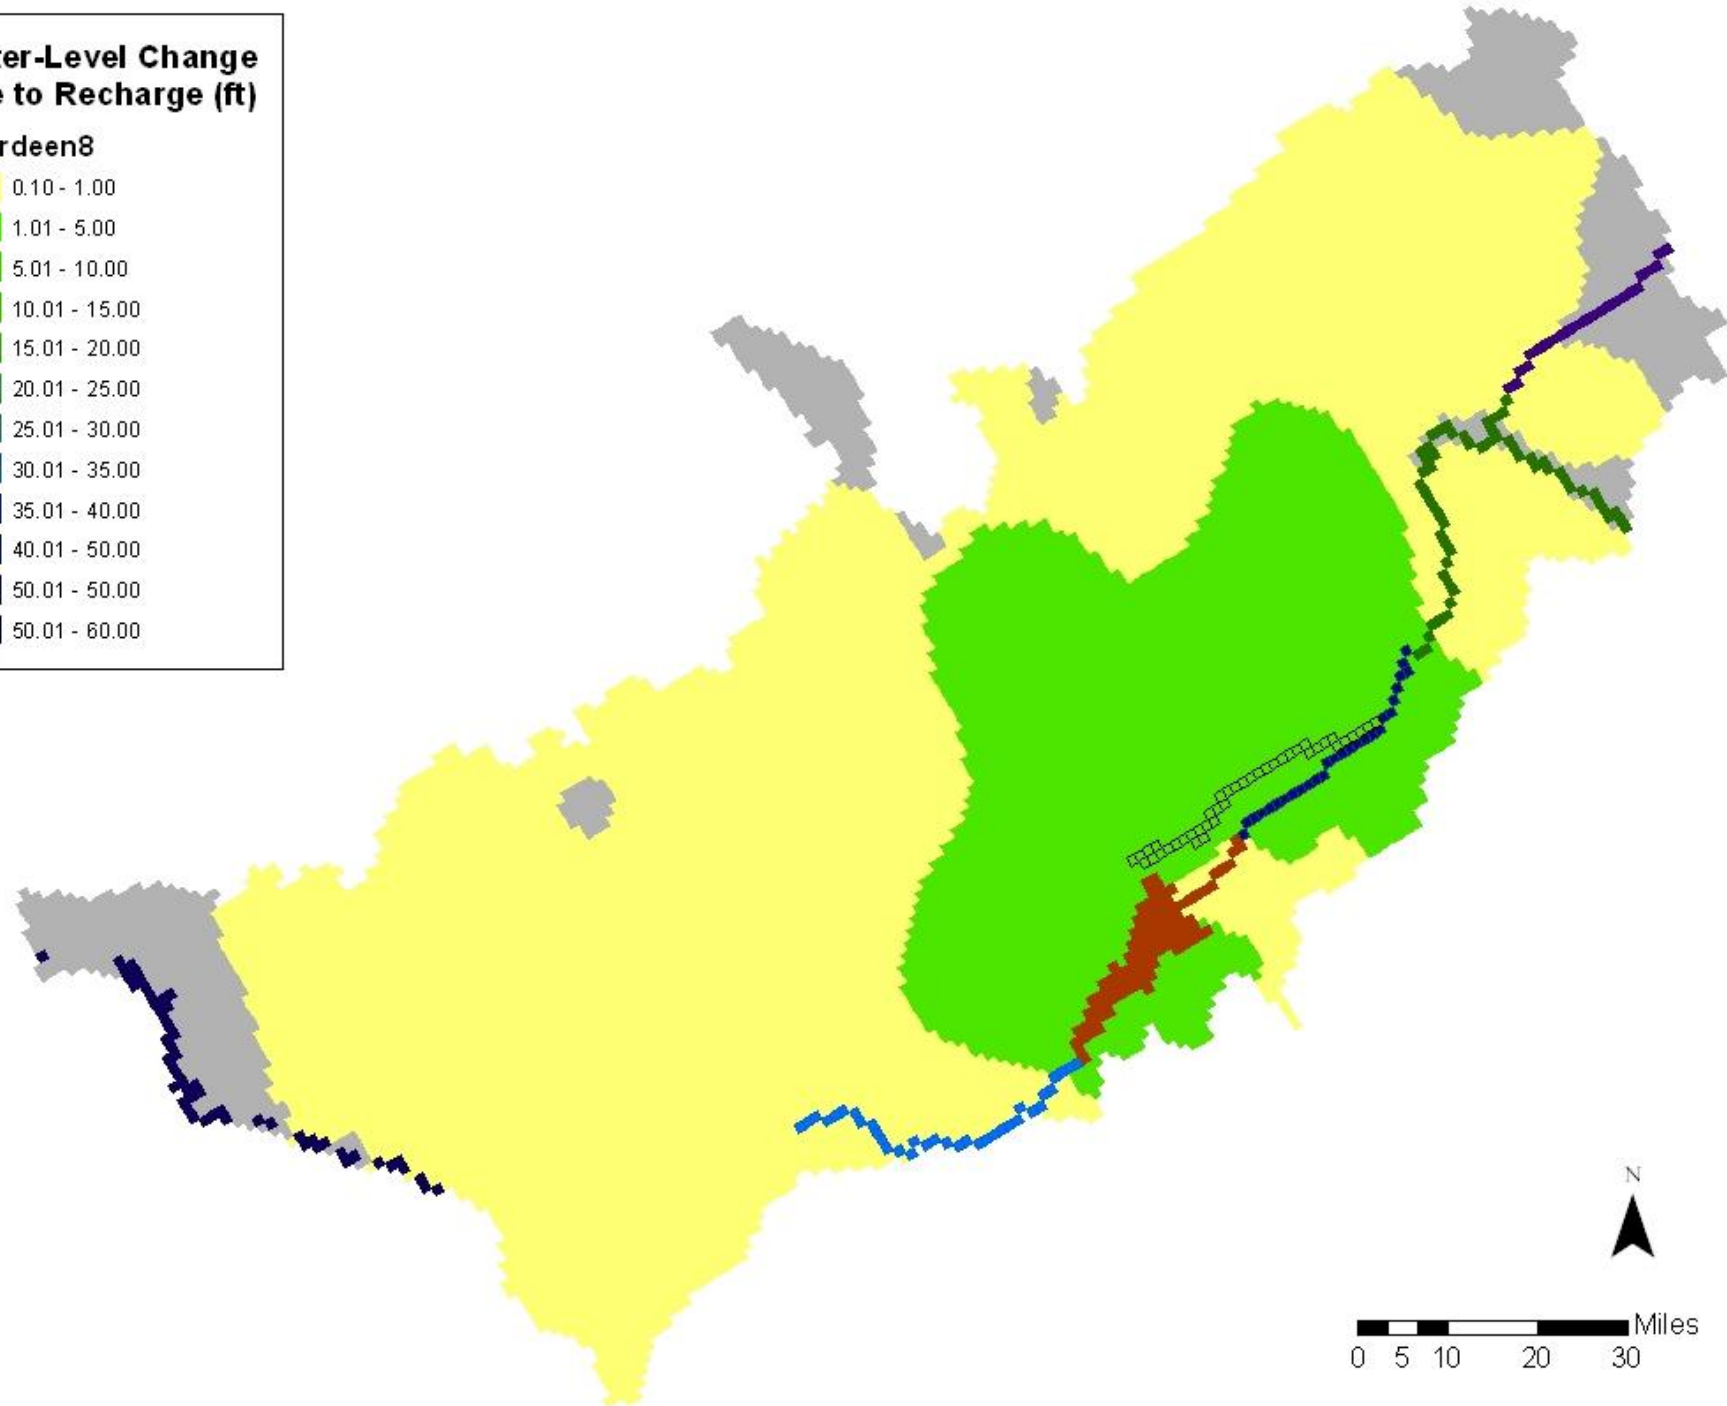 ter-Level Change
e to Recharge (ft)
rdeen8
0.10 - 1.00
1.01 - 5.00
5.01 - 10.00
10.01 - 15.00
15.01 - 20.00
20.01 - 25.00
25.01 - 30.00
30.01 - 35.00
35.01 - 40.00
40.01 - 50.00
50.01 - 50.00
50.01 - 60.00
N
Miles
0 5 10 20 30